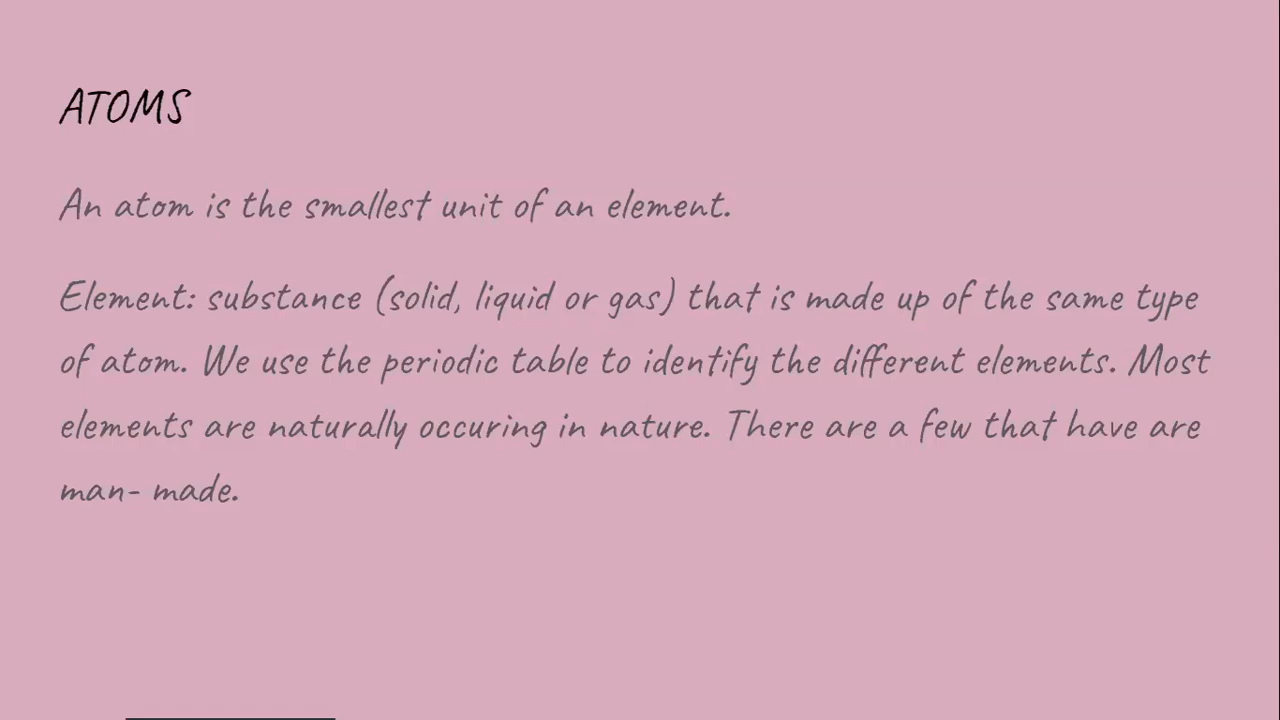 ATOMS
An atom is the smallest unit of an element.
Element: substance (solid, liquid or gas) that is made up of the same type
of atom. We use the periodic table to identify the different elements. Most
elements are naturally occuring in nature. There are a few that have are
man- made.